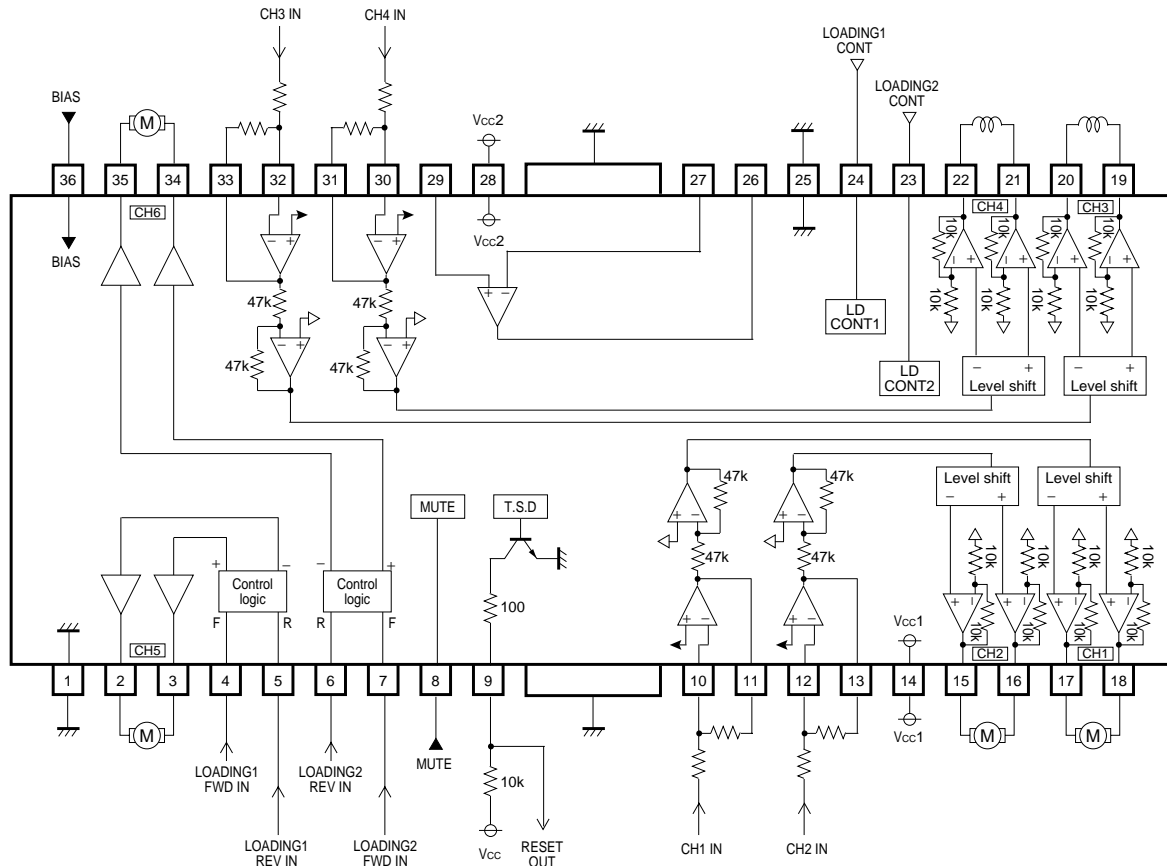 CH3 IN
CH4 IN
LOADING1
CONT
LOADING2
CONT
BIAS
M
Vcc2
36
35
34
33
32
31
30
29
28
27
26
25
24
23
22
21
20
19
CH6
CH4
CH3
BIAS
Vcc2
− +
− +
+ −
10k
10k
10k
10k
− +
− +
− +
− +
10k
10k
10k
10k
47k
47k
LD
CONT1
− +
− +
47k
47k
LD
CONT2
− +
Level shift
− +
Level shift
47k
47k
Level shift
− +
Level shift
− +
MUTE
T.S.D
+ −
+ −
47k
47k
10k
10k
10k
10k
+ −
Control
logic
F R
− +
Control
logic
R F
100
+ −
+ −
+ −
+ −
+ −
+ −
10k
10k
10k
10k
Vcc1
CH5
CH2
CH1
1
2
3
4
5
6
7
8
9
10
11
12
13
14
15
16
17
18
M
Vcc1
M
M
LOADING1
FWD IN
LOADING2
REV IN
MUTE
10k
LOADING1
REV IN
LOADING2
FWD IN
Vcc
RESET
OUT
CH1 IN
CH2 IN